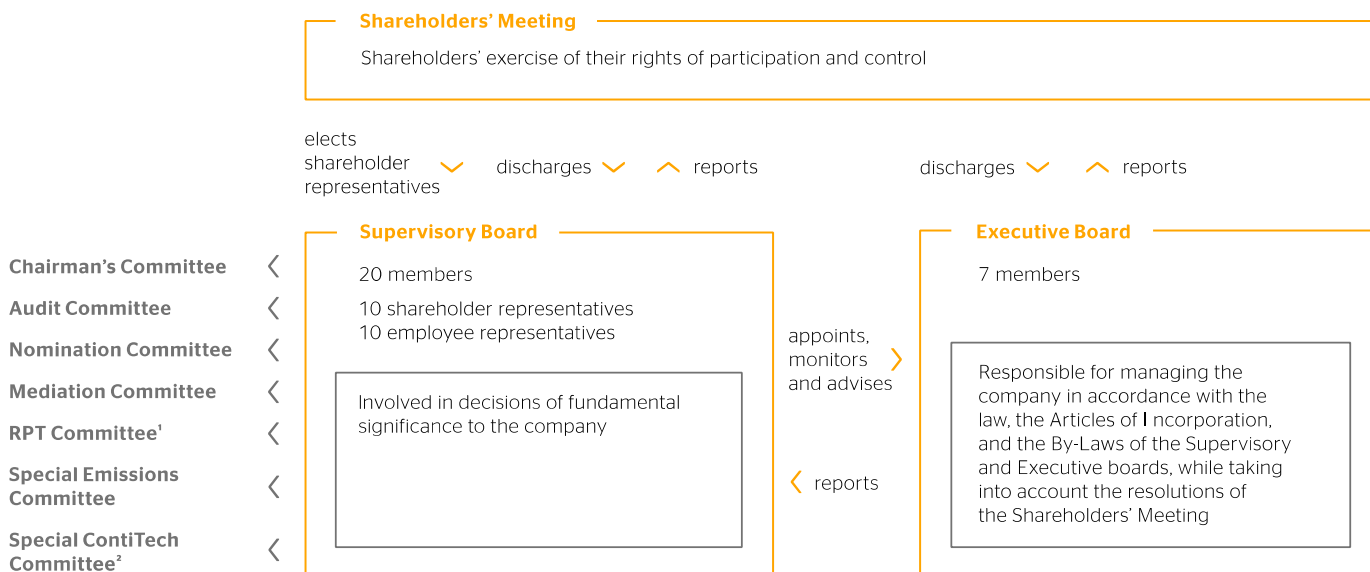 Shareholders’ Meeting
Shareholders’ exercise of their rights of participation and control
elects
shareholder
representatives
discharges
reports
discharges
reports
Chairman’s Committee
Audit Committee
Nomination Committee
Mediation Committee
RPT Committee¹
Special Emissions
Committee
Special ContiTech
Committee²
Supervisory Board
20 members
10 shareholder representatives
10 employee representatives
Involved in decisions of fundamental
significance to the company
appoints,
monitors
and advises
reports
Executive Board
7 members
Responsible for managing the
company in accordance with the
law, the Articles of I ncorporation,
and the By-Laws of the Supervisory
and Executive boards, while taking
into account the resolutions of
the Shareholders’ Meeting